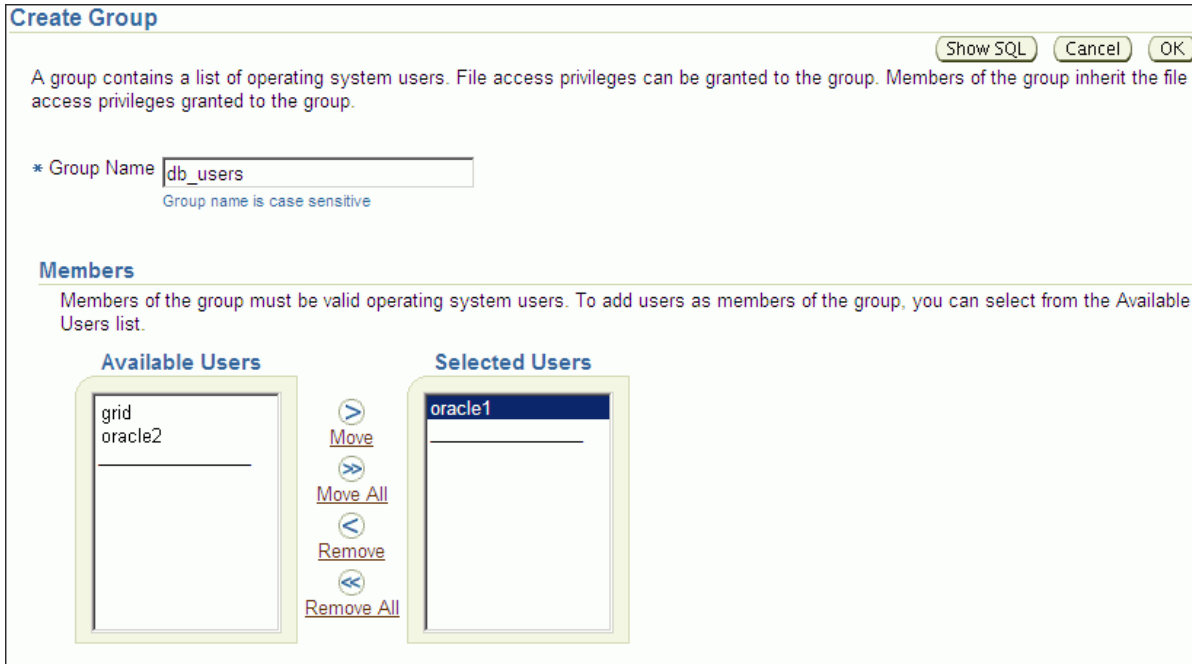 Create Group
Show SQL Cancel OK
A group contains a list of operating system users. File access privileges can be granted to the group. Members of the group inherit the file
access privileges granted to the group.
* Group Name db_users
Group name is case sensitive
Members
Members of the group must be valid operating system users. To add users as members of the group, you can select from the Available
Users list.
Available Users
grid
oracle2
> Move
>> Move All
< Remove
<< Remove All
Selected Users
oracle1